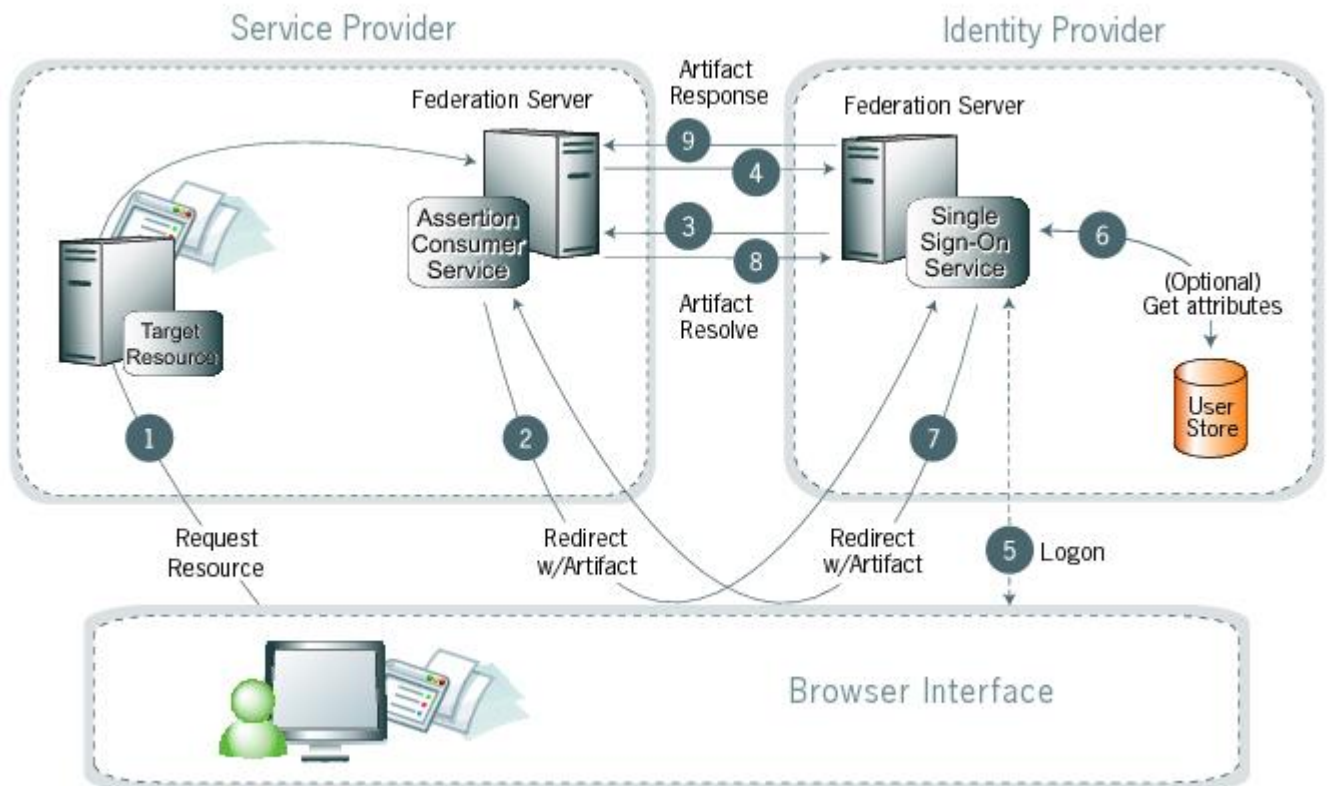 Service Provider
Identity Provider
Federation Server
Artifact
Response
Federation Server
9
4
3
8
Assertion
Consumer
Service
Single
Sign-On
Service
6
(Optional)
Get attributes
Artifact
Resolve
Target
Resource
User
Store
1
2
7
Request
Resource
Redirect
w/Artifact
Redirect
w/Artifact
5
Logon
Browser Interface